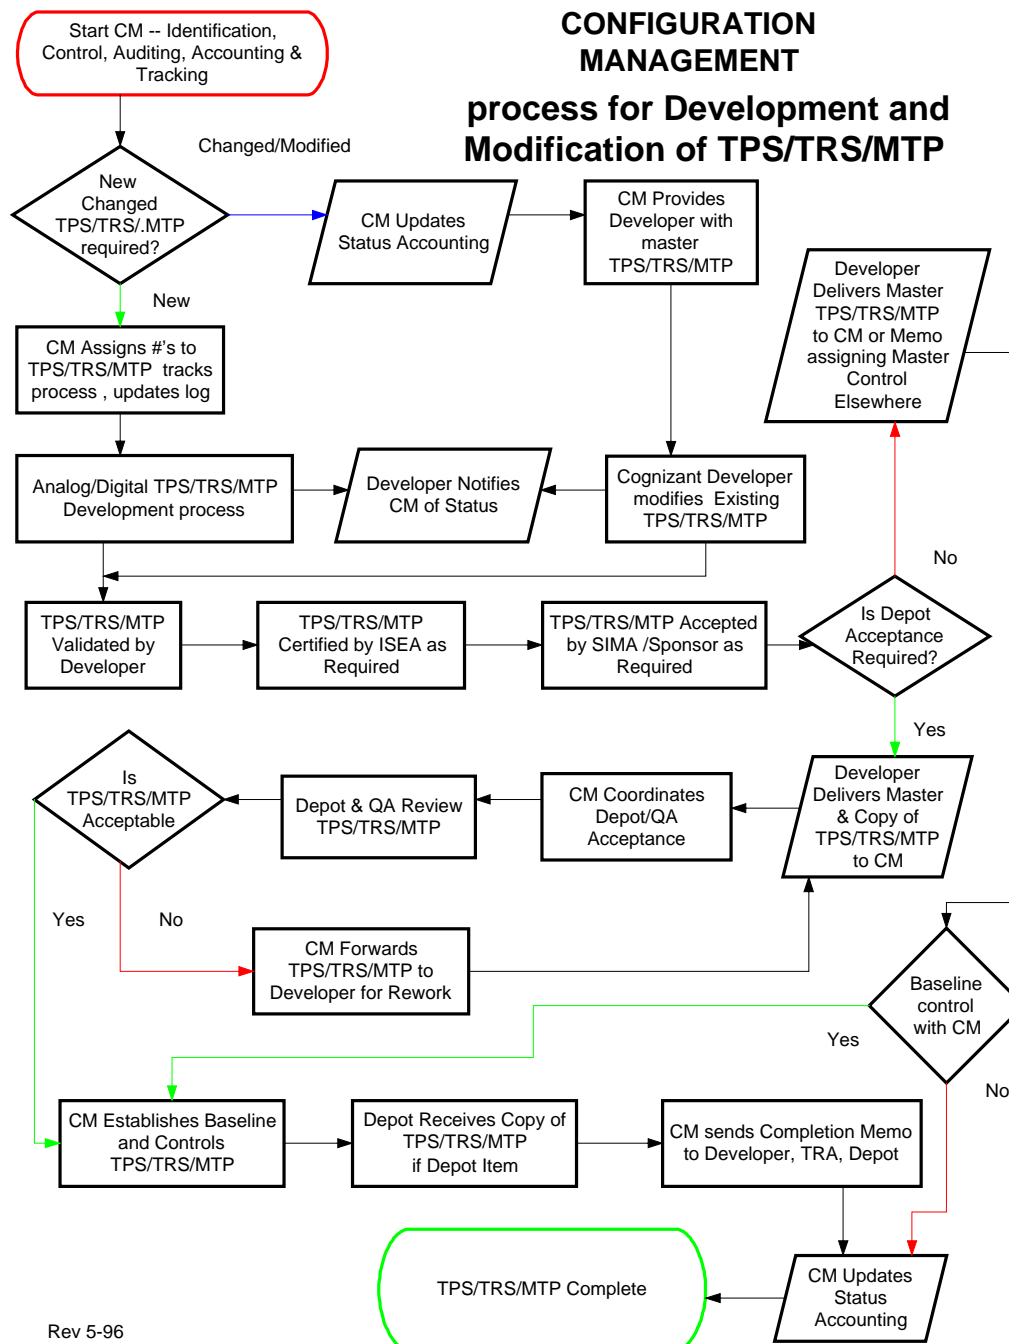 CONFIGURATION
MANAGEMENT
process for Development and
Modification of TPS/TRS/MTP
Start CM -- Identification,
Control, Auditing, Accounting &
Tracking
Changed/Modified
New
Changed
TPS/TRS/.MTP
required?
CM Updates
Status Accounting
CM Provides
Developer with
master
TPS/TRS/MTP
Developer
Delivers Master
TPS/TRS/MTP
to CM or Memo
assigning Master
Control
Elsewhere
New
CM Assigns #'s to
TPS/TRS/MTP tracks
process , updates log
Analog/Digital TPS/TRS/MTP
Development process
Developer Notifies
CM of Status
Cognizant Developer
modifies Existing
TPS/TRS/MTP
No
TPS/TRS/MTP
Validated by
Developer
TPS/TRS/MTP
Certified by ISEA as
Required
TPS/TRS/MTP Accepted
by SIMA /Sponsor as
Required
Is Depot
Acceptance
Required?
Yes
Is
TPS/TRS/MTP
Acceptable
Depot & QA Review
TPS/TRS/MTP
CM Coordinates
Depot/QA
Acceptance
Developer
Delivers Master
& Copy of
TPS/TRS/MTP
to CM
Yes
No
CM Forwards
TPS/TRS/MTP to
Developer for Rework
Baseline
control
with CM
Yes
No
CM Establishes Baseline
and Controls
TPS/TRS/MTP
Depot Receives Copy of
TPS/TRS/MTP
if Depot Item
CM sends Completion Memo
to Developer, TRA, Depot
TPS/TRS/MTP Complete
CM Updates
Status
Accounting
Rev 5-96